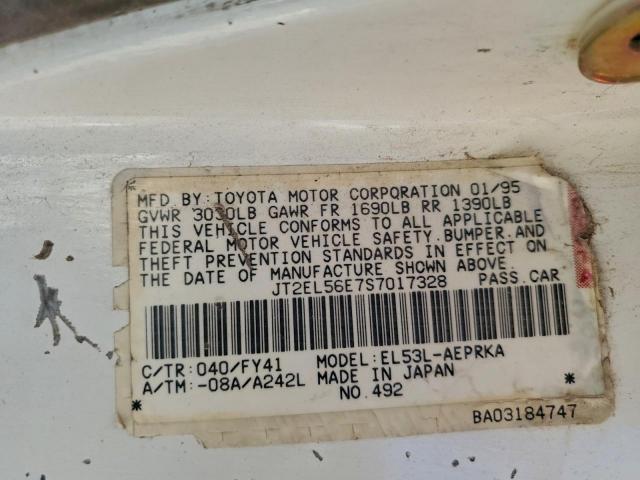 MFD.BY:TOYOTA MOTOR CORPORATION 01/95
GVWR 3030LB GAWR FR 1690LB RR 1390LB
THIS VEHICLE CONFORMS TO ALL APPLICABLE
FEDERAL MOTOR VEHICLE SAFETY,BUMPER,AND
THEFT PREVENTION STANDARDS IN EFFECT ON
THE DATE OF MANUFACTURE SHOWN ABOVE.
JT2EL56E7S7017328 PASS.CAR
C/TR:040/FY41 MODEL:EL53L-AEPRKA
A/TM:-08A/A242L MADE IN JAPAN
* NO.492 *
BA03184747